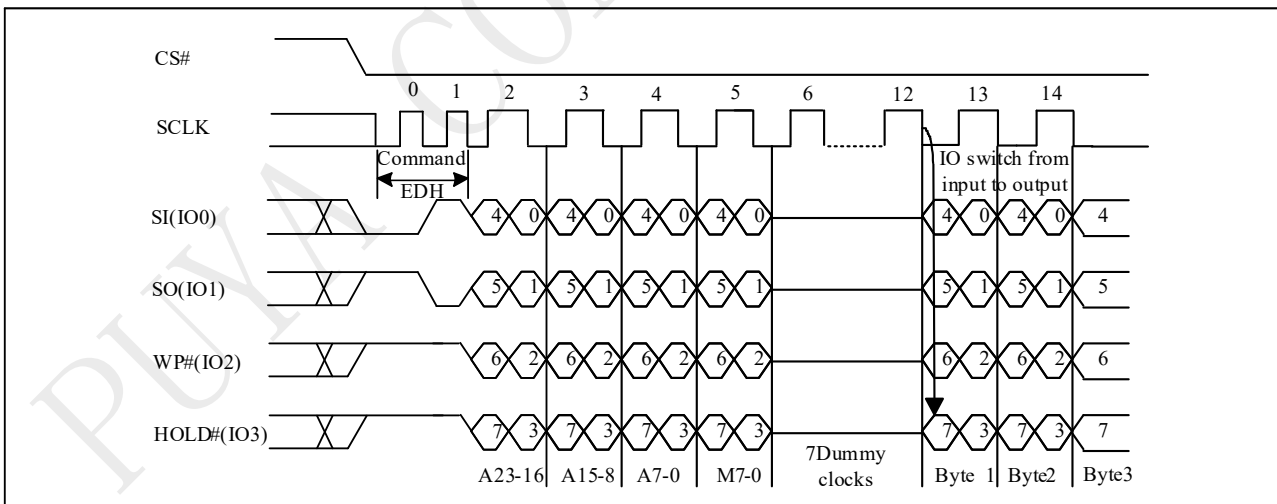 CS#
0 1 2 3 4 5 6 12 13 14
SCLK
Command
IO switch from
EDH
input to output
SI(IO0)
4 0 4 0 4 0 4 0 4 0 4 0 4
SO(IO1)
5 1 5 1 5 1 5 1 5 1 5 1 5
WP#(IO2)
6 2 6 2 6 2 6 2 6 2 6 2 6
HOLD#(IO3)
7 3 7 3 7 3 7 3 7 3 7 3 7
7Dummy
clocks
A23-16 A15-8 A7-0 M7-0 Byte 1 Byte2 Byte3
PUYA CON